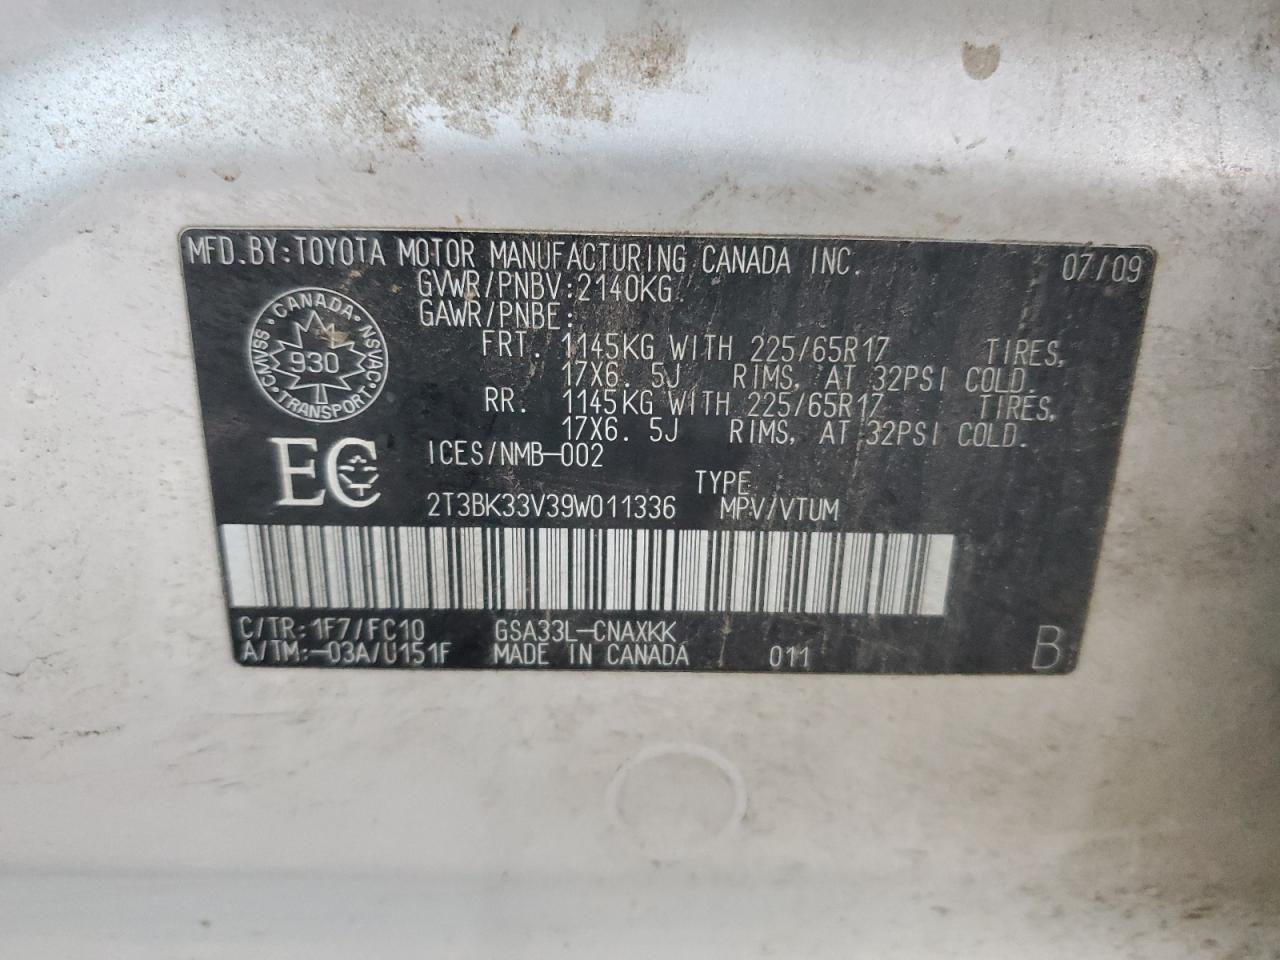 MFD.BY:TOYOTA MOTOR MANUFACTURING CANADA INC. 07/09
GVWR/PNBV:2140KG
GAWR/PNBE:
FRT. 1145KG WITH 225/65R17 TIRES,
17X6. 5J RIMS, AT 32PSI COLD.
RR. 1145KG WITH 225/65R17 TIRES,
17X6. 5J RIMS, AT 32PSI COLD.
CANADA · NSVAC · TRANSPORT · CMVSS
930
EC
ICES/NMB-002
TYPE
2T3BK33V39W011336 MPV/VTUM
C/TR:1F7/FC10 GSA33L-CNAXKK
A/TM:-03A/U151F MADE IN CANADA 011 B